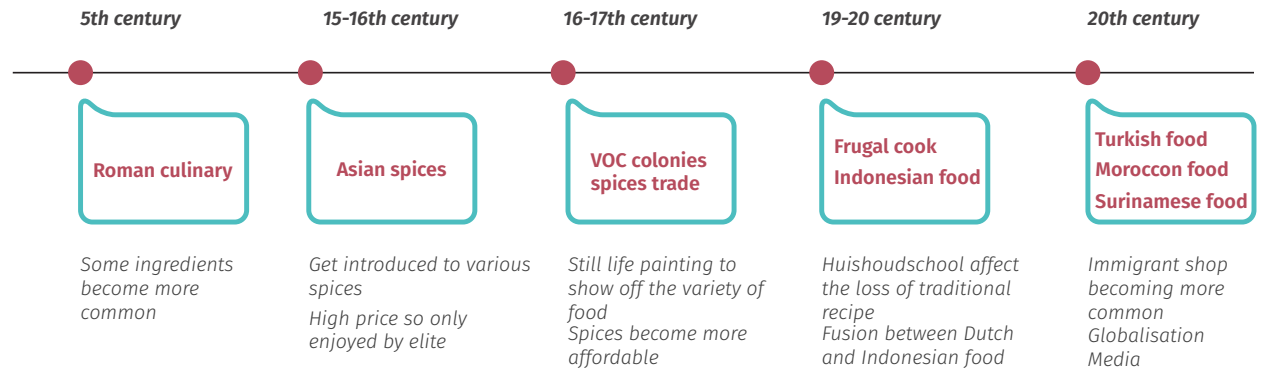 5th century
15-16th century
16-17th century
19-20 century
20th century
Roman culinary
Asian spices
VOC colonies
spices trade
Frugal cook
Indonesian food
Turkish food
Moroccon food
Surinamese food
Some ingredients
become more
common
Get introduced to various
spices
High price so only
enjoyed by elite
Still life painting to
show off the variety of
food
Spices become more
affordable
Huishoudschool affect
the loss of traditional
recipe
Fusion between Dutch
and Indonesian food
Immigrant shop
becoming more
common
Globalisation
Media